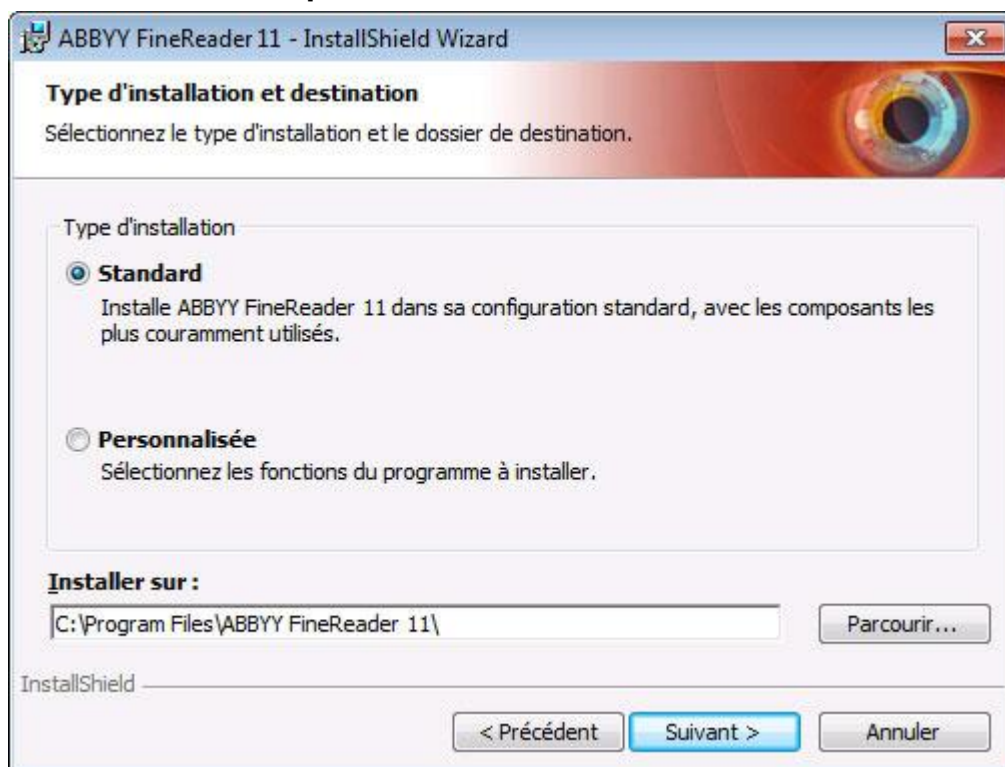 ABBYY FineReader 11 - InstallShield Wizard
Type d'installation et destination
Sélectionnez le type d'installation et le dossier de destination.
Type d'installation
Standard
Installe ABBYY FineReader 11 dans sa configuration standard, avec les composants les
plus couramment utilisés.
Personnalisée
Sélectionnez les fonctions du programme à installer.
Installer sur :
C:\Program Files\ABBYY FineReader 11\
Parcourir...
InstallShield
< Précédent
Suivant >
Annuler